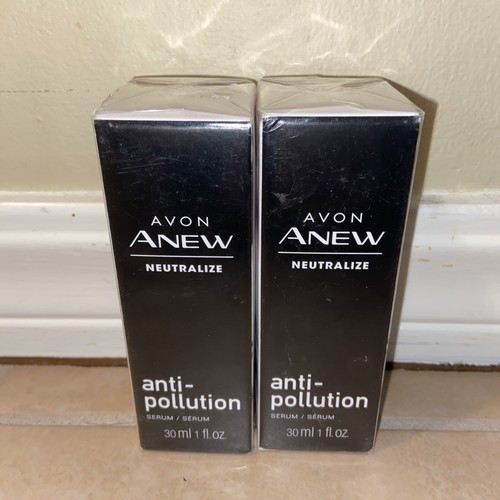 AVON
ANEW
NEUTRALIZE
anti-
pollution
SERUM / SÉRUM
30 ml 1 fl. oz.
AVON
ANEW
NEUTRALIZE
anti-
pollution
SERUM / SÉRUM
30 ml 1 fl. oz.